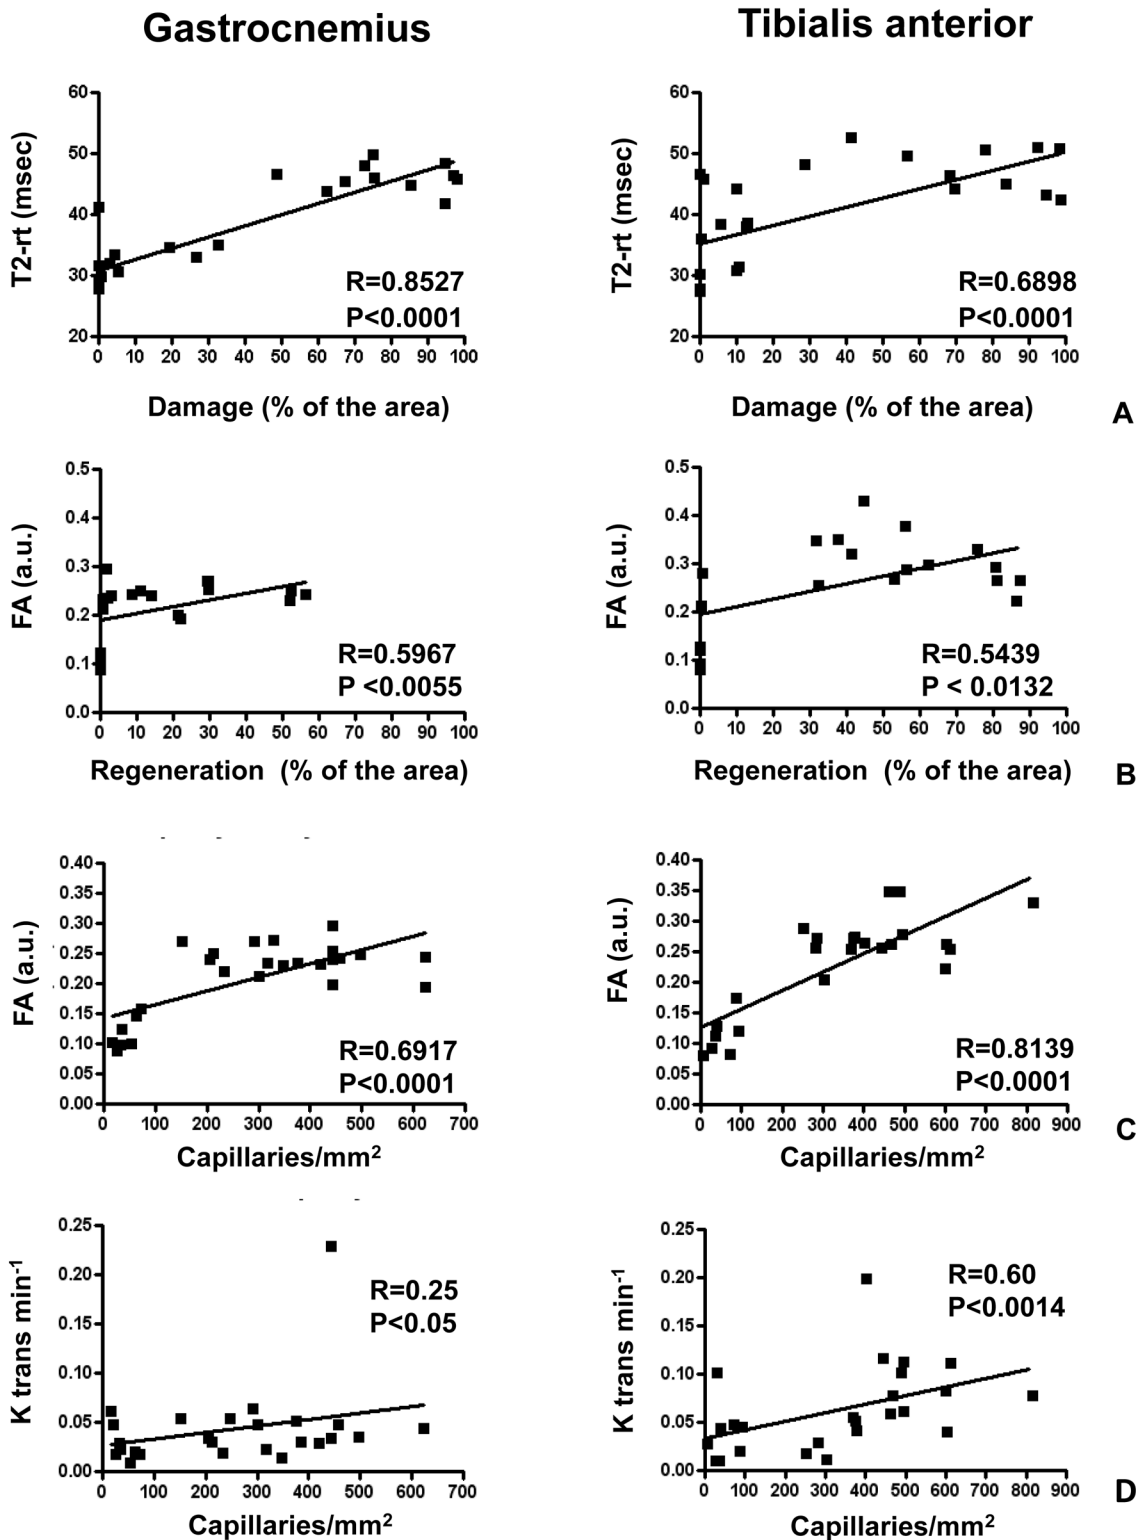 Gastrocnemius
Tibialis anterior
T2-rt (msec)
60
50
40
30
20
R=0.8527
P<0.0001
0 10 20 30 40 50 60 70 80 90 100
Damage (% of the area)
T2-rt (msec)
60
50
40
30
20
R=0.6898
P<0.0001
0 10 20 30 40 50 60 70 80 90 100
Damage (% of the area)
A
FA (a.u.)
0.5
0.4
0.3
0.2
0.1
0.0
R=0.5967
P <0.0055
0 10 20 30 40 50 60 70 80 90 100
Regeneration (% of the area)
FA (a.u.)
0.5
0.4
0.3
0.2
0.1
0.0
R=0.5439
P < 0.0132
0 10 20 30 40 50 60 70 80 90 100
Regeneration (% of the area)
B
FA (a.u.)
0.40
0.35
0.30
0.25
0.20
0.15
0.10
0.05
0.00
R=0.6917
P<0.0001
0 100 200 300 400 500 600 700
Capillaries/mm²
FA (a.u.)
0.40
0.35
0.30
0.25
0.20
0.15
0.10
0.05
0.00
R=0.8139
P<0.0001
0 100 200 300 400 500 600 700 800 900
Capillaries/mm²
C
K trans min⁻¹
0.25
0.20
0.15
0.10
0.05
0.00
R=0.25
P<0.05
0 100 200 300 400 500 600 700
Capillaries/mm²
K trans min⁻¹
0.25
0.20
0.15
0.10
0.05
0.00
R=0.60
P<0.0014
0 100 200 300 400 500 600 700 800 900
Capillaries/mm²
D